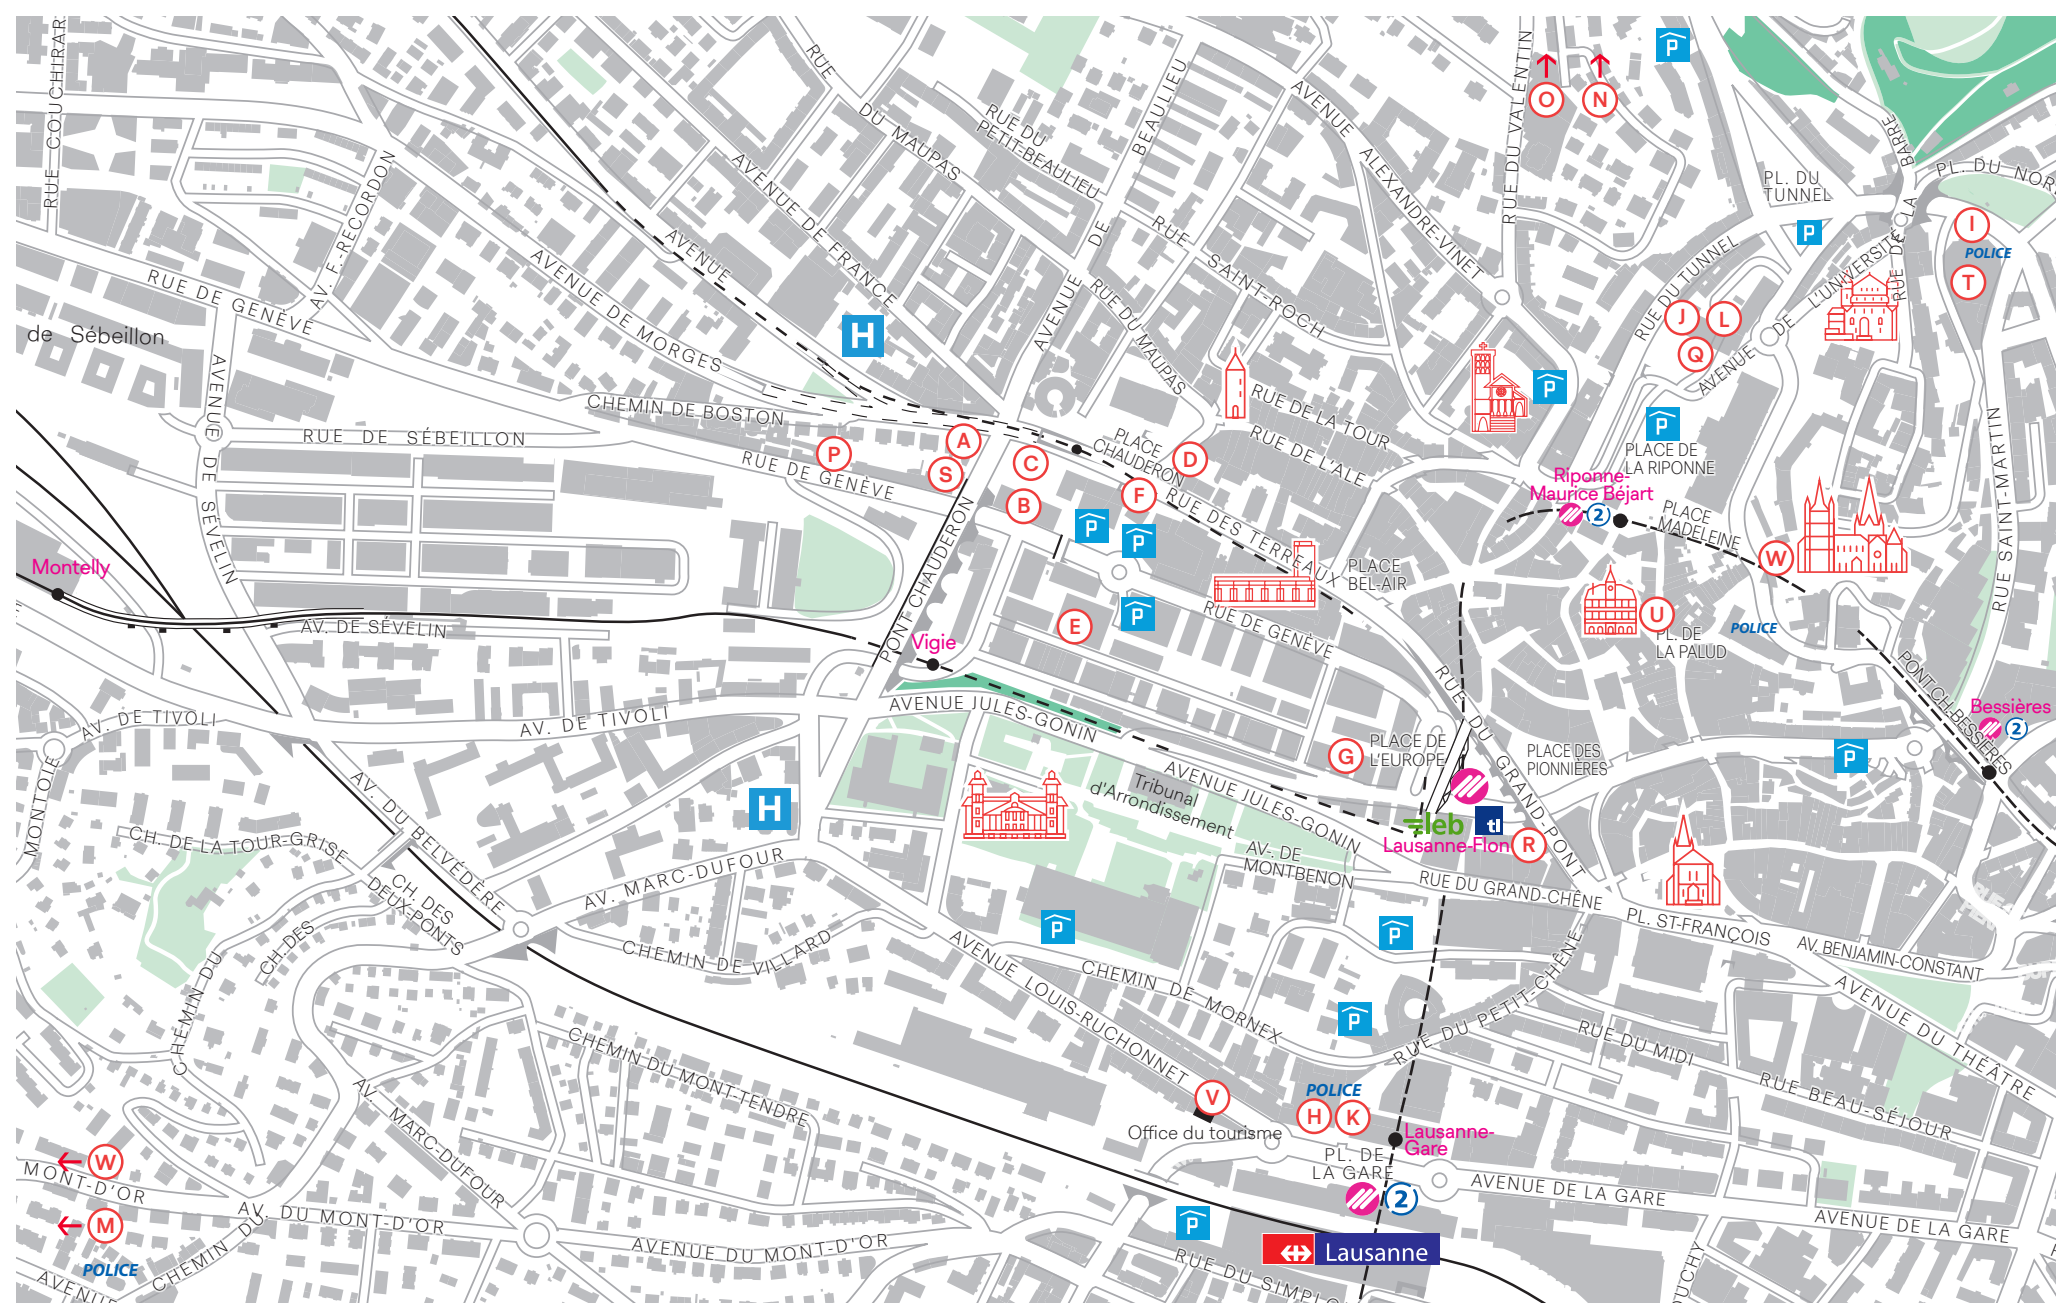 RUE COUCHIRAR
RUE
DU MAUPAS
RUE DU
PETIT-BEAULIEU
BEAULIEU
DE
AVENUE
AVENUE
ALEXANDRE-VINET
RUE DU VALENTIN
O
N
P
BARRE
LA
RUE DE
PL. DU NOR
PL. DU
TUNNEL
P
I
POLICE
T
AV. F.-RECORDON
AVENUE DE FRANCE
AVENUE
AVENUE DE MORGES
RUE
SAINT-ROCH
RUE DU MAUPAS
RUE DU TUNNEL
L'UNIVERSITÉ
DE
AVENUE
J
L
Q
RUE DE GENÈVE
de Sébeillon
H
AVENUE
DE
SÉVELIN
CHEMIN DE BOSTON
RUE DE SÉBEILLON
RUE DE GENÈVE
P
A
S
C
B
PLACE
CHAUDERON
D
F
RUE DE LA TOUR
RUE DE L'ALE
P
P
PLACE DE
LA RIPONNE
Riponne-
Maurice Béjart
2
PLACE
MADELEINE
W
RUE SAINT-MARTIN
RUE DES TERREAUX
P
P
P
PLACE
BEL-AIR
PONT CHAUDERON
Montelly
AV. DE SÉVELIN
Vigie
E
RUE DE GENÈVE
U
PL. DE
LA PALUD
POLICE
PONT CH.-BESSIÈRES
Bessières
2
AV. DE TIVOLI
AV. DE TIVOLI
AVENUE JULES-GONIN
AVENUE JULES-GONIN
RUE DU GRAND-PONT
G
PLACE DE
L'EUROPE
PLACE DES
PIONNIÈRES
P
Tribunal
d'Arrondissement
leb
tl
Lausanne-Flon
R
MONTOIE
AV. DU BELVÉDÈRE
H
CH. DE LA TOUR-GRISE
CH. DES
DEUX-PONTS
CH. DES
CHEMIN DU
AV. MARC-DUFOUR
AV. DE
MONTBENON
RUE DU GRAND-CHÊNE
PL. ST-FRANÇOIS
AV. BENJAMIN-CONSTANT
AVENUE DU THÉÂTRE
P
P
CHEMIN DE VILLARD
AVENUE LOUIS-RUCHONNET
CHEMIN DE MORNEX
P
RUE DU PETIT-CHÊNE
RUE DU MIDI
RUE BEAU-SÉJOUR
CHEMIN DU MONT-TENDRE
AV. MARC-DUFOUR
V
Office du tourisme
POLICE
H
K
Lausanne-
Gare
PL. DE
LA GARE
2
AVENUE DE LA GARE
AVENUE DE LA GARE
W
MONT-D'OR
M
POLICE
AVENUE
CHEMIN DU
AV. DU MONT-D'OR
AVENUE DU MONT-D'OR
P
Lausanne
RUE DU SIMPLO
OUCHY